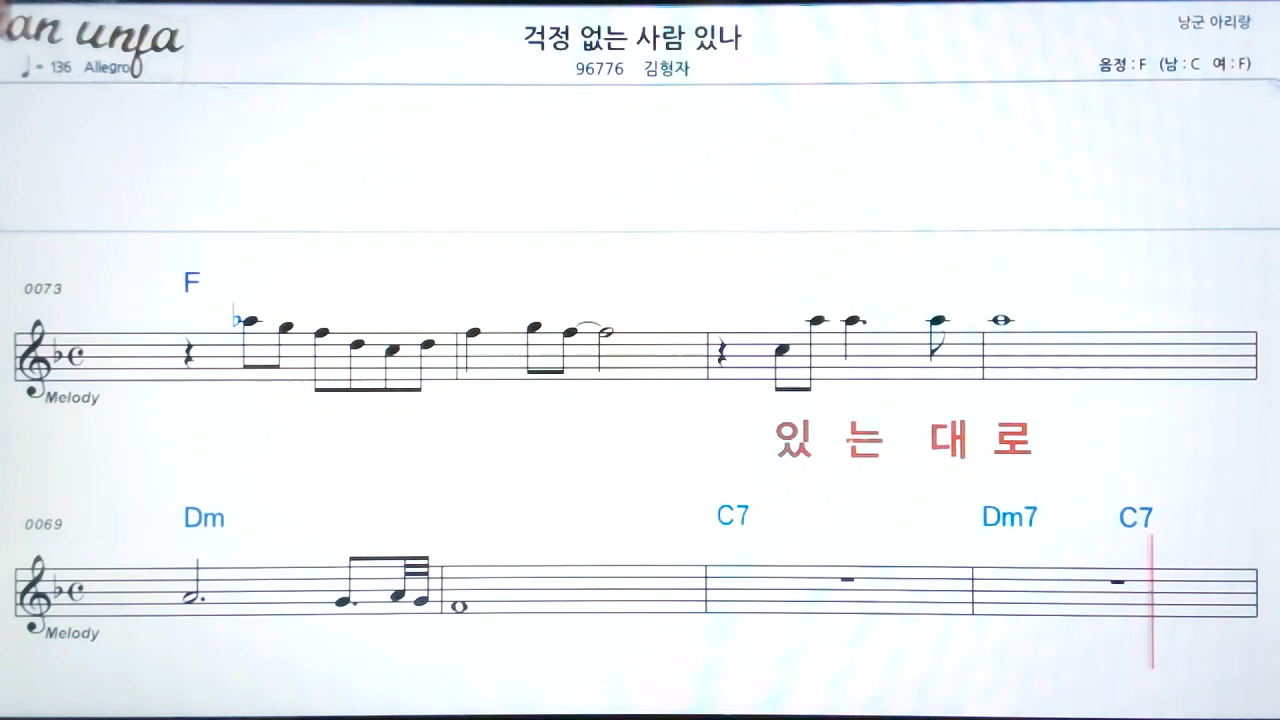 an unja
걱정 없는 사람 있나
낭군 아리랑
♩= 136 Allegro
96776 김형자
음정 : F (남 : C 여 : F)
0073
F
Melody
있 는 대 로
0069
Dm C7 Dm7 C7
Melody